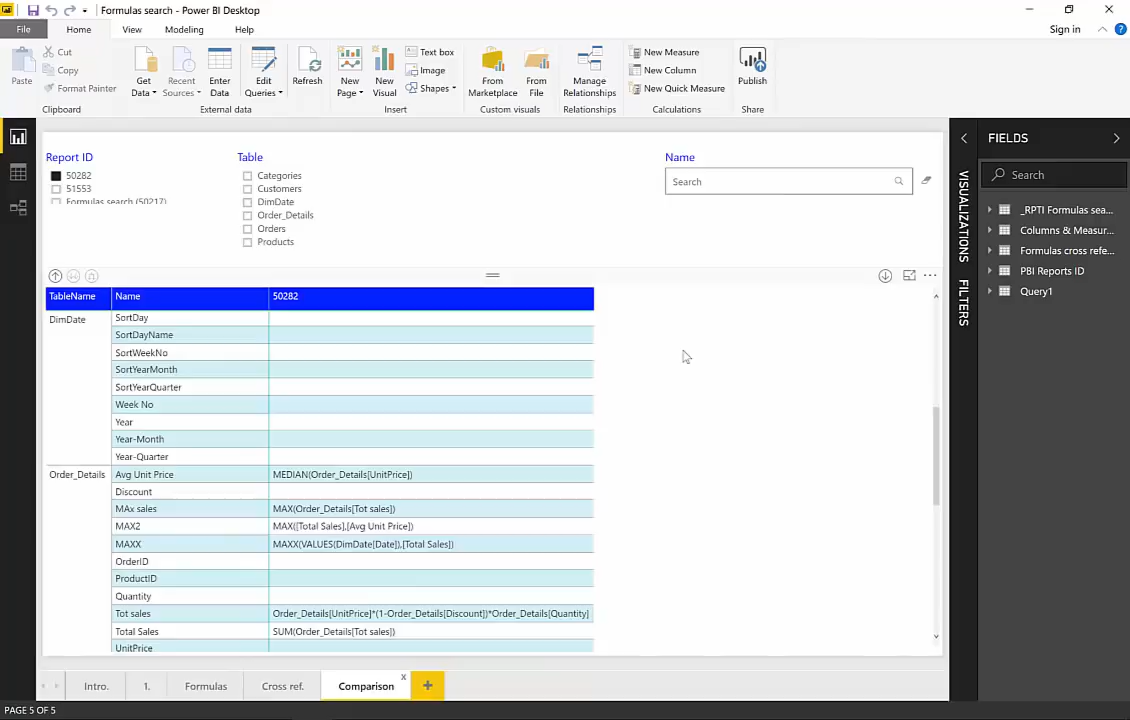 Formulas search - Power BI Desktop
File
Home
View
Modeling
Help
Sign in
Paste
Cut
Copy
Format Painter
Clipboard
Get Data
Recent Sources
Enter Data
Edit Queries
External data
Refresh
New Page
New Visual
Text box
Image
Shapes
Insert
From Marketplace
From File
Custom visuals
Manage Relationships
Relationships
New Measure
New Column
New Quick Measure
Calculations
Publish
Share
Report ID
50282
51553
Formulas search (50217)
Table
Categories
Customers
DimDate
Order_Details
Orders
Products
Name
Search
TableName Name 50282
DimDate SortDay
SortDayName
SortWeekNo
SortYearMonth
SortYearQuarter
Week No
Year
Year-Month
Year-Quarter
Order_Details Avg Unit Price MEDIAN(Order_Details[UnitPrice])
Discount
MAx sales MAX(Order_Details[Tot sales])
MAX2 MAX([Total Sales],[Avg Unit Price])
MAXX MAXX(VALUES(DimDate[Date]),[Total Sales])
OrderID
ProductID
Quantity
Tot sales Order_Details[UnitPrice]*(1-Order_Details[Discount])*Order_Details[Quantity]
Total Sales SUM(Order_Details[Tot sales])
UnitPrice
VISUALIZATIONS
FILTERS
FIELDS
Search
_RPTI Formulas sea...
Columns & Measur...
Formulas cross refe...
PBI Reports ID
Query1
Intro.
1.
Formulas
Cross ref.
Comparison
PAGE 5 OF 5